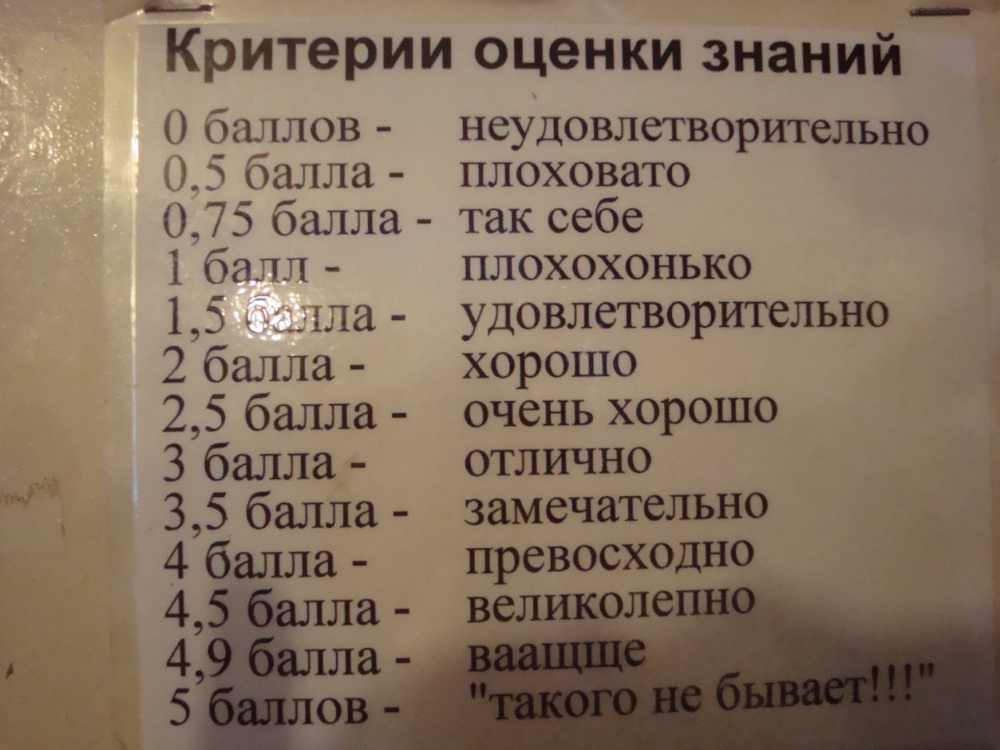 Критерии оценки знаний
0 баллов - неудовлетворительно
0,5 балла - плоховато
0,75 балла - так себе
1 балл - плохохонько
1,5 балла - удовлетворительно
2 балла - хорошо
2,5 балла - очень хорошо
3 балла - отлично
3,5 балла - замечательно
4 балла - превосходно
4,5 балла - великолепно
4,9 балла - ваащще
5 баллов - "такого не бывает!!!"